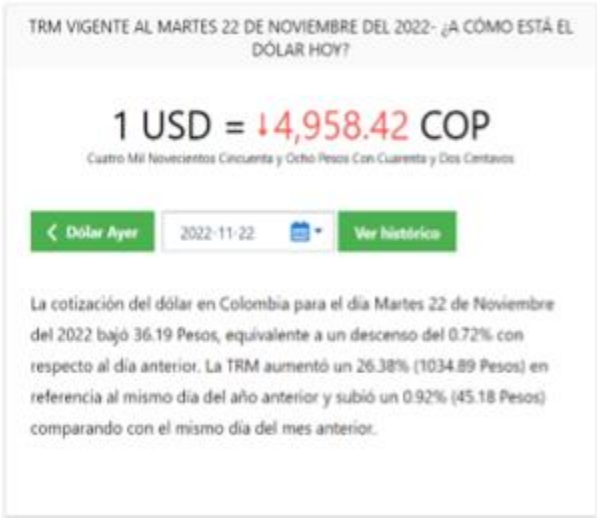 TRM VIGENTE AL MARTES 22 DE NOVIEMBRE DEL 2022- ¿A CÓMO ESTÁ EL
DÓLAR HOY?
1 USD = ↓4,958.42 COP
Cuatro Mil Novecientos Cincuenta y Ocho Pesos Con Cuarenta y Dos Centavos
Dólar Ayer
2022-11-22
Ver histórico
La cotización del dólar en Colombia para el día Martes 22 de Noviembre
del 2022 bajó 36.19 Pesos, equivalente a un descenso del 0.72% con
respecto al día anterior. La TRM aumentó un 26.38% (1034.89 Pesos) en
referencia al mismo día del año anterior y subió un 0.92% (45.18 Pesos)
comparando con el mismo día del mes anterior.